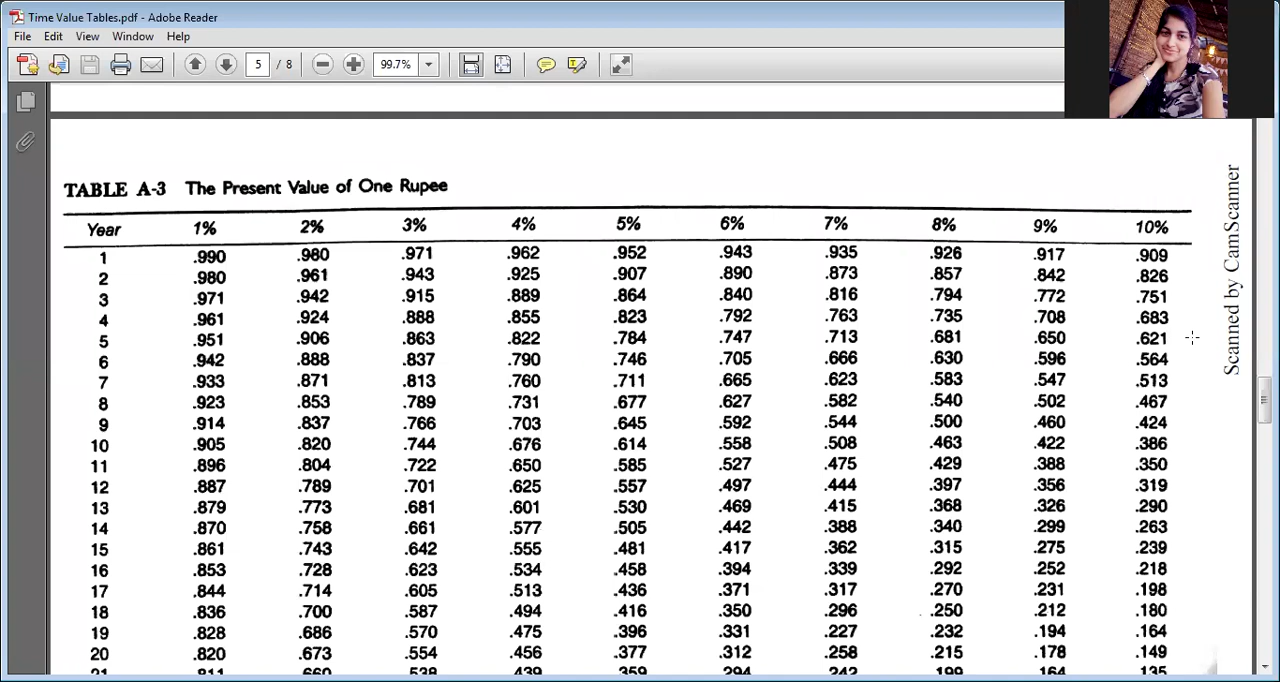 Time Value Tables.pdf - Adobe Reader
File Edit View Window Help
5 / 8 99.7%
TABLE A-3 The Present Value of One Rupee
Year 1% 2% 3% 4% 5% 6% 7% 8% 9% 10%
1 .990 .980 .971 .962 .952 .943 .935 .926 .917 .909
2 .980 .961 .943 .925 .907 .890 .873 .857 .842 .826
3 .971 .942 .915 .889 .864 .840 .816 .794 .772 .751
4 .961 .924 .888 .855 .823 .792 .763 .735 .708 .683
5 .951 .906 .863 .822 .784 .747 .713 .681 .650 .621
6 .942 .888 .837 .790 .746 .705 .666 .630 .596 .564
7 .933 .871 .813 .760 .711 .665 .623 .583 .547 .513
8 .923 .853 .789 .731 .677 .627 .582 .540 .502 .467
9 .914 .837 .766 .703 .645 .592 .544 .500 .460 .424
10 .905 .820 .744 .676 .614 .558 .508 .463 .422 .386
11 .896 .804 .722 .650 .585 .527 .475 .429 .388 .350
12 .887 .789 .701 .625 .557 .497 .444 .397 .356 .319
13 .879 .773 .681 .601 .530 .469 .415 .368 .326 .290
14 .870 .758 .661 .577 .505 .442 .388 .340 .299 .263
15 .861 .743 .642 .555 .481 .417 .362 .315 .275 .239
16 .853 .728 .623 .534 .458 .394 .339 .292 .252 .218
17 .844 .714 .605 .513 .436 .371 .317 .270 .231 .198
18 .836 .700 .587 .494 .416 .350 .296 .250 .212 .180
19 .828 .686 .570 .475 .396 .331 .227 .232 .194 .164
20 .820 .673 .554 .456 .377 .312 .258 .215 .178 .149
21 .811 .660 .538 .439 .359 .294 .242 .199 .164 .135
Scanned by CamScanner